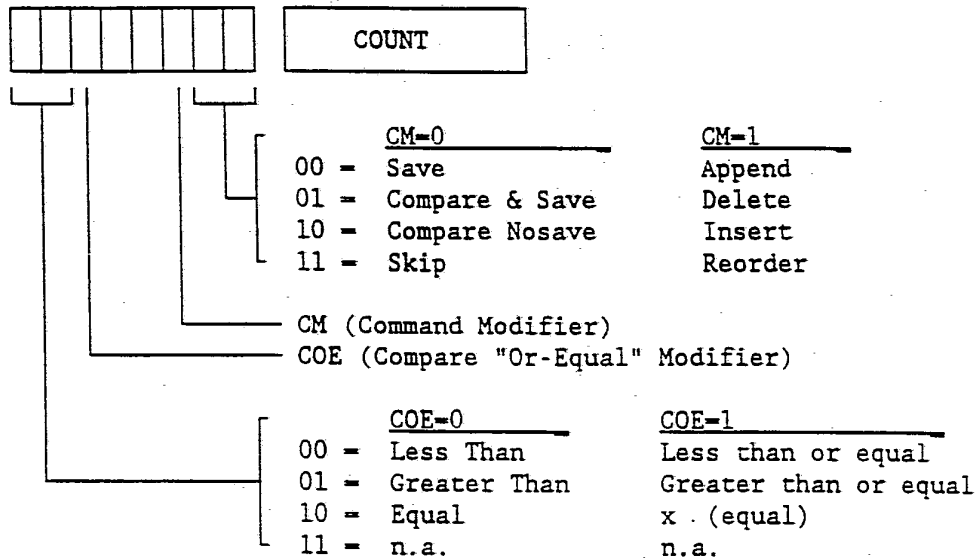 COUNT
CM=0 CM=1
00 = Save Append
01 = Compare & Save Delete
10 = Compare Nosave Insert
11 = Skip Reorder
CM (Command Modifier)
COE (Compare "Or-Equal" Modifier)
COE=0 COE=1
00 = Less Than Less than or equal
01 = Greater Than Greater than or equal
10 = Equal x . (equal)
11 = n.a. n.a.